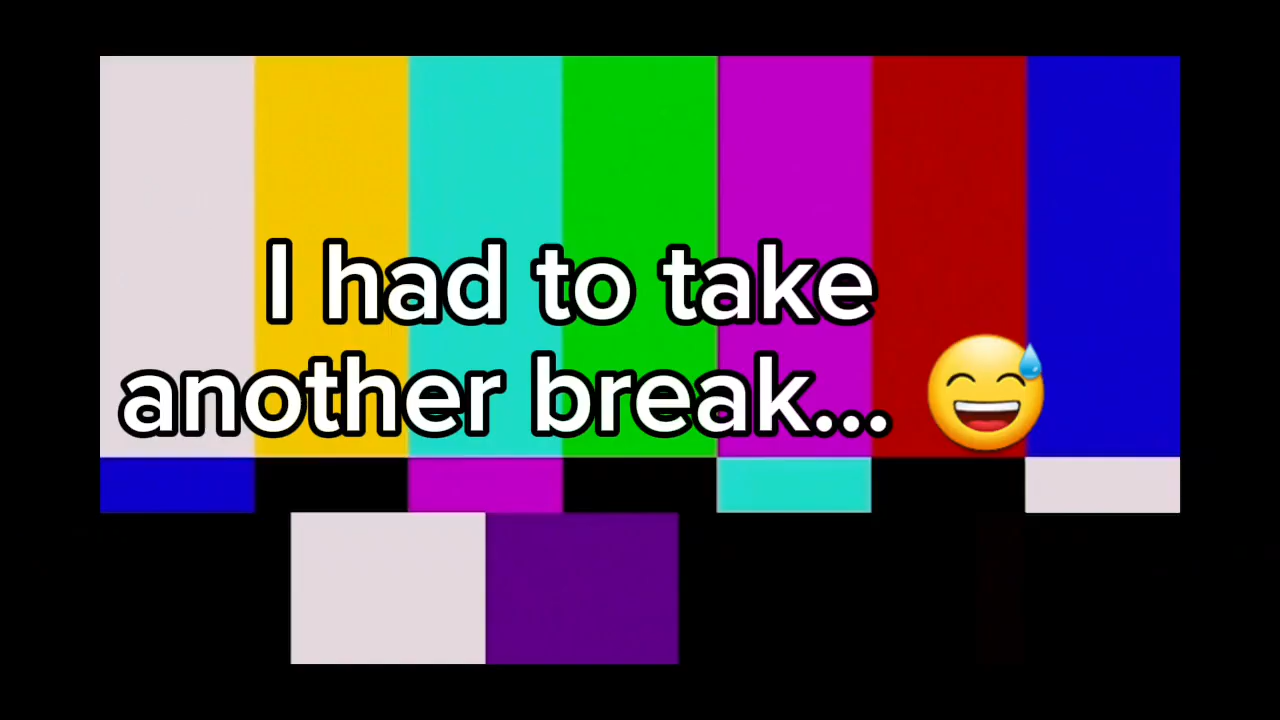 I had to take
another break... 😅